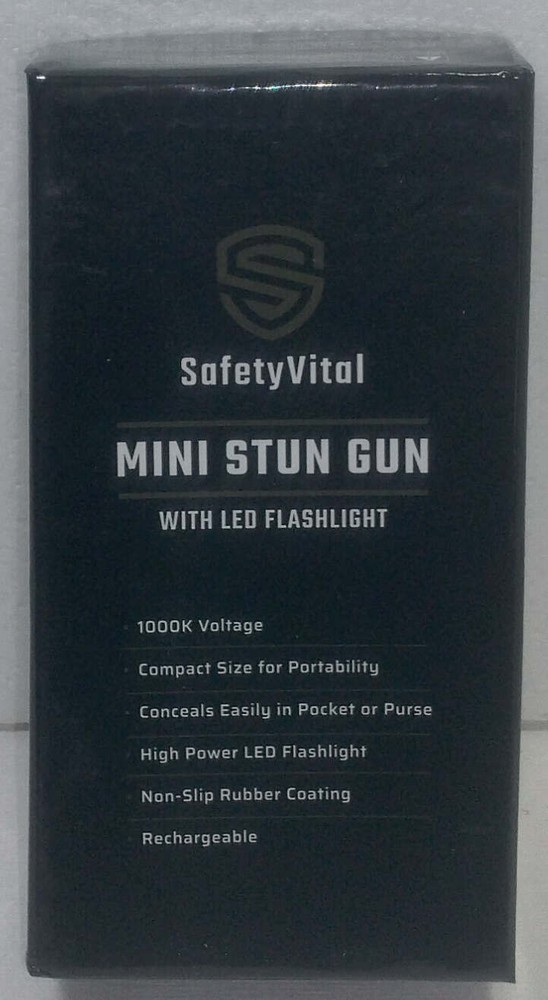 SafetyVital
MINI STUN GUN
WITH LED FLASHLIGHT
1000K Voltage
Compact Size for Portability
Conceals Easily in Pocket or Purse
High Power LED Flashlight
Non-Slip Rubber Coating
Rechargeable